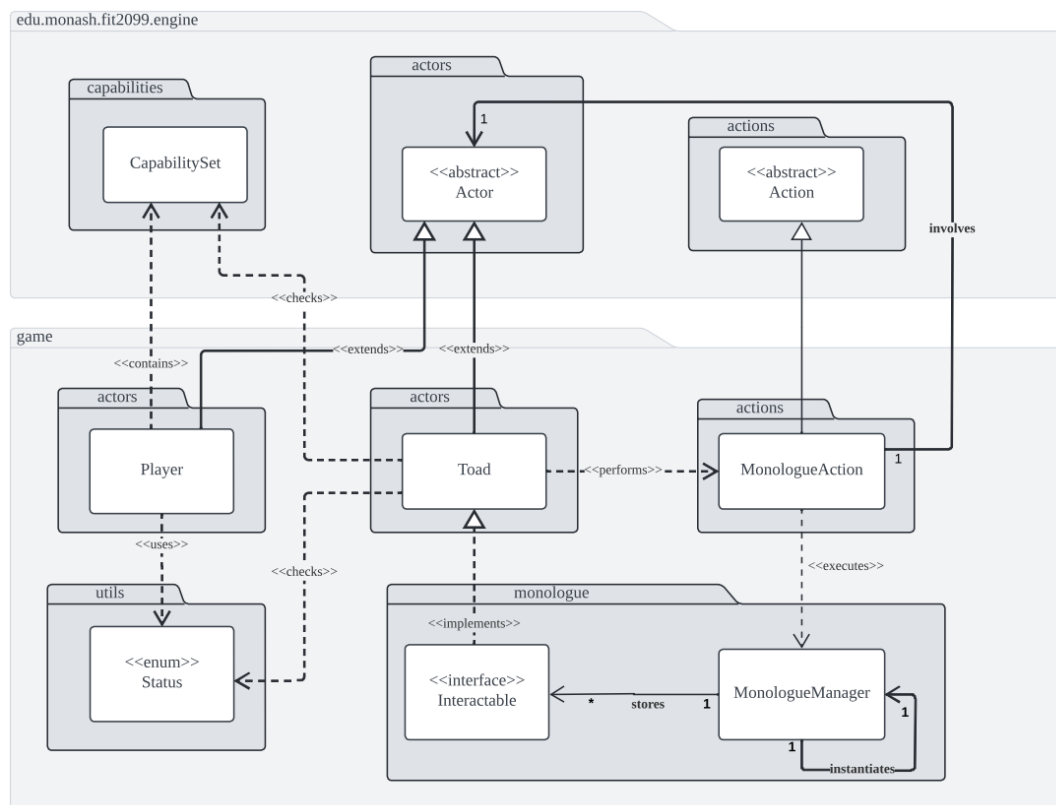 edu.monash.fit2099.engine
actors
capabilities
actions
1
CapabilitySet
<<abstract>>
Actor
<<abstract>>
Action
involves
<<checks>>
game
<<extends>>
<<extends>>
<<contains>>
actors
actors
actions
1
Player
Toad
<<performs>>
MonologueAction
<<uses>>
<<checks>>
<<executes>>
utils
monologue
<<implements>>
<<enum>>
Status
<<interface>>
Interactable
MonologueManager
*
stores
1
1
1
instantiates